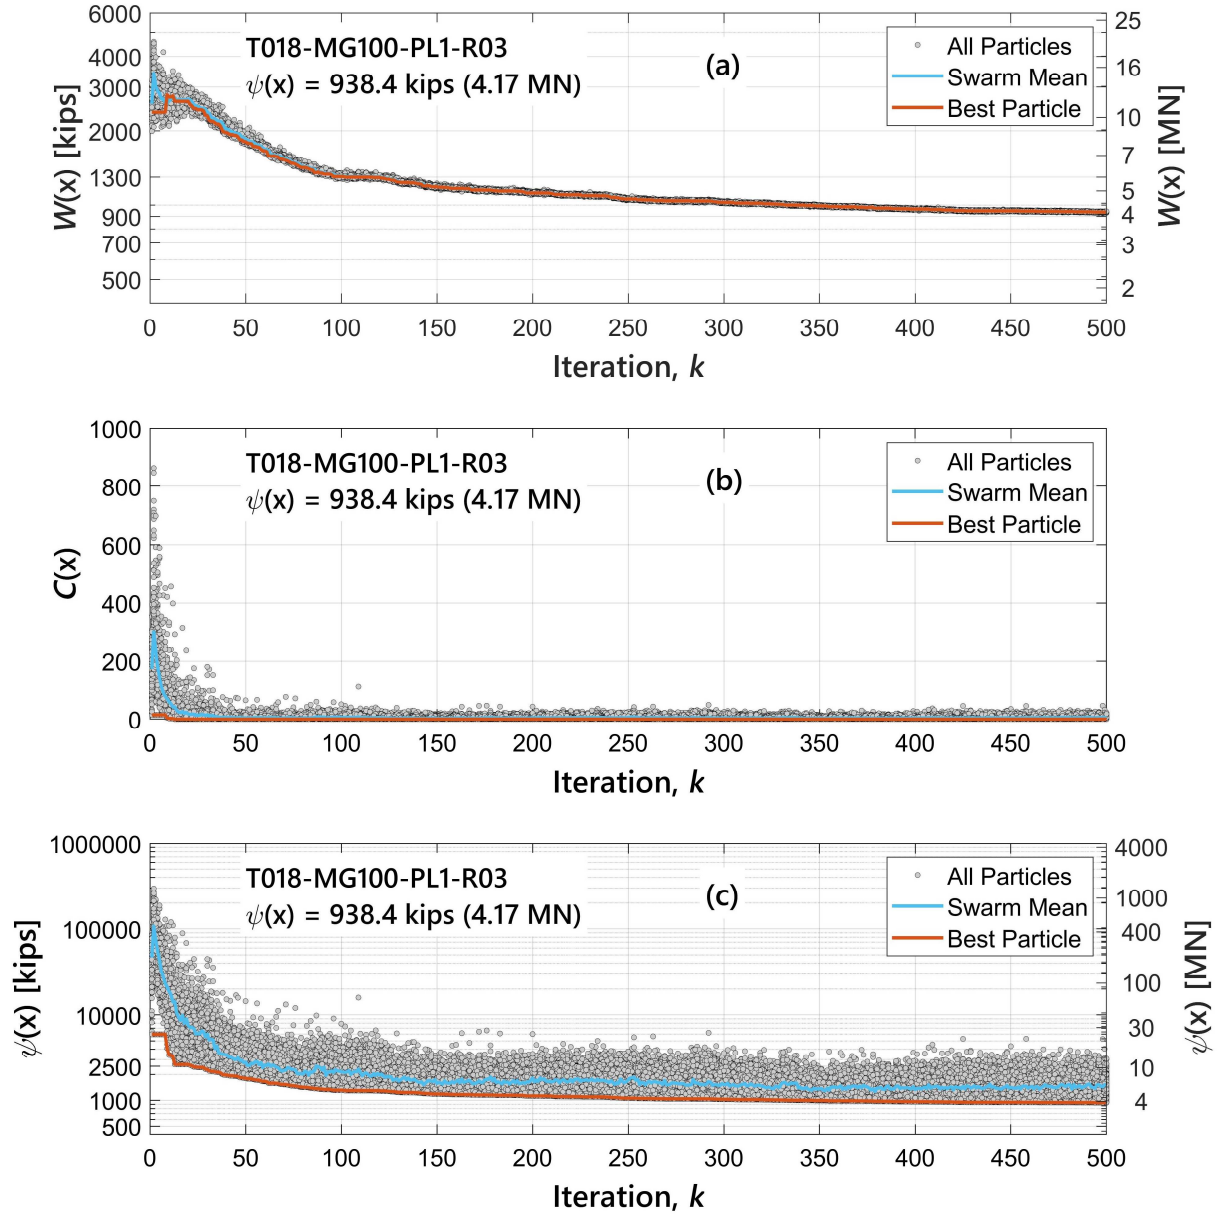 6000
4000
3000
2000
1300
900
700
500
W(x) [kips]
T018-MG100-PL1-R03
ψ(x) = 938.4 kips (4.17 MN)
(a)
All Particles
Swarm Mean
Best Particle
25
16
10
7
5
4
3
2
W(x) [MN]
0 50 100 150 200 250 300 350 400 450 500
Iteration, k
1000
800
600
400
200
0
C(x)
T018-MG100-PL1-R03
ψ(x) = 938.4 kips (4.17 MN)
(b)
All Particles
Swarm Mean
Best Particle
0 50 100 150 200 250 300 350 400 450 500
Iteration, k
1000000
100000
10000
2500
1000
500
ψ(x) [kips]
T018-MG100-PL1-R03
ψ(x) = 938.4 kips (4.17 MN)
(c)
All Particles
Swarm Mean
Best Particle
4000
1000
400
100
30
10
4
ψ(x) [MN]
0 50 100 150 200 250 300 350 400 450 500
Iteration, k